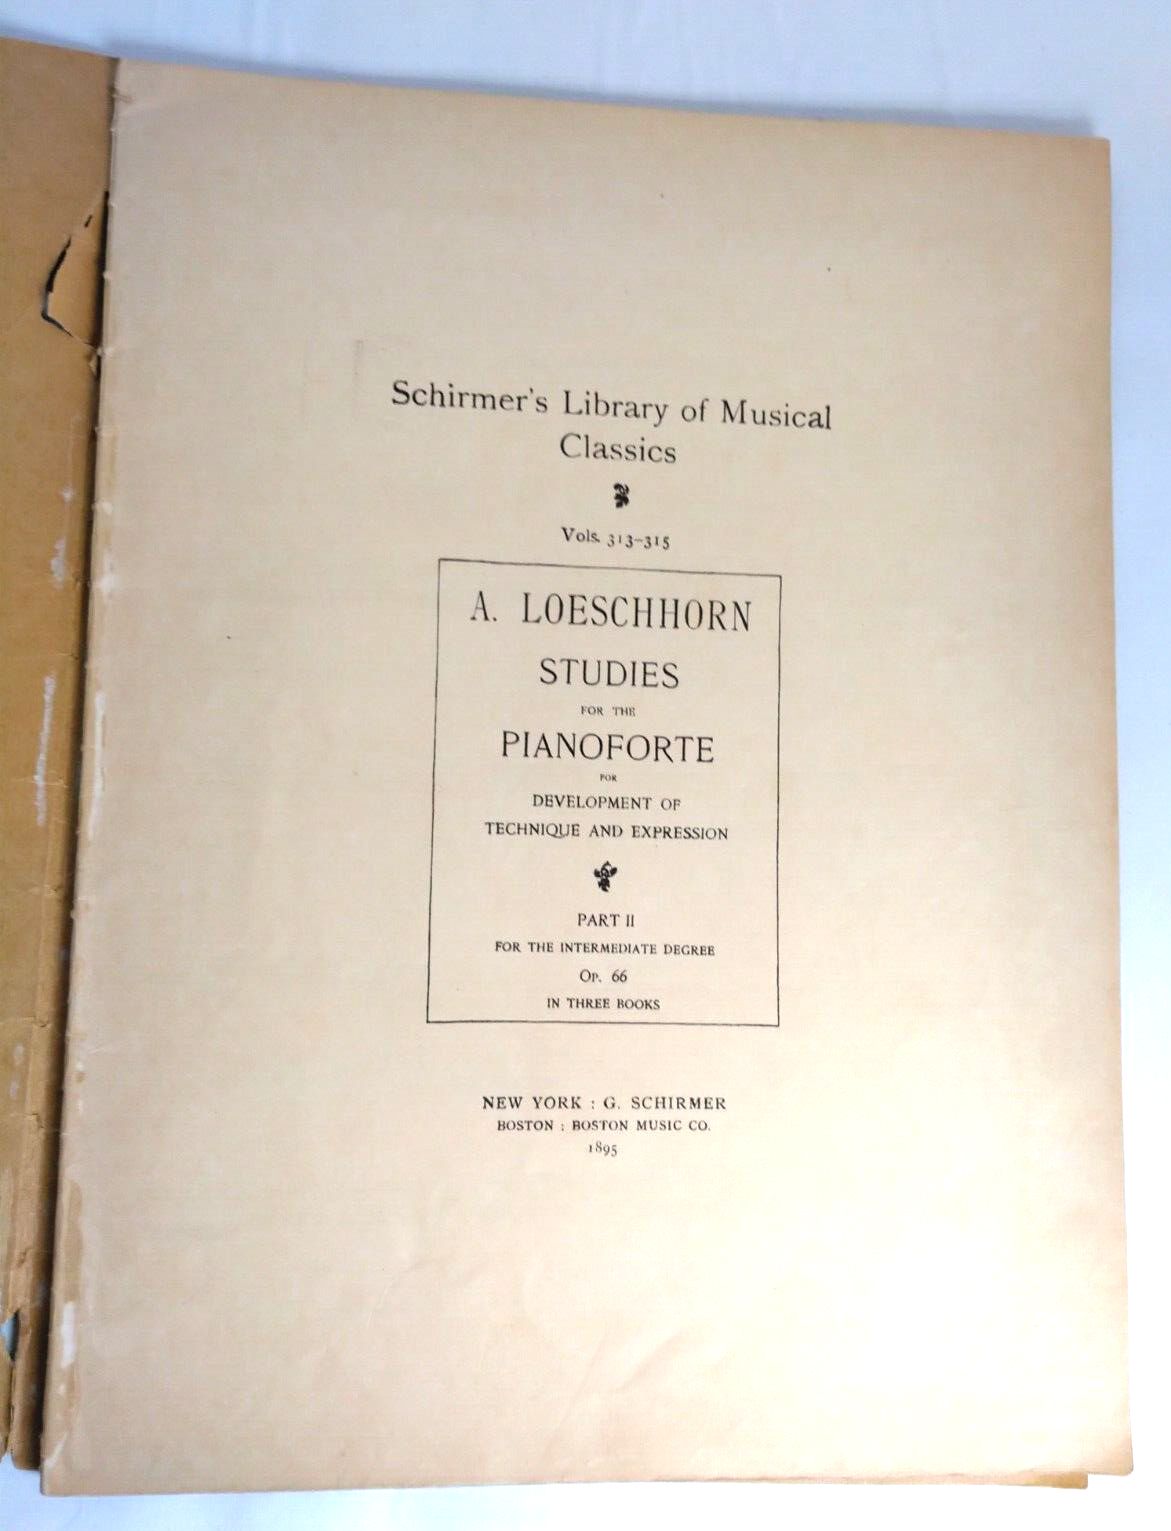 Schirmer's Library of Musical
Classics
Vols. 313-315
A. LOESCHHORN
STUDIES
FOR THE
PIANOFORTE
FOR
DEVELOPMENT OF
TECHNIQUE AND EXPRESSION
PART II
FOR THE INTERMEDIATE DEGREE
OP. 66
IN THREE BOOKS
NEW YORK : G. SCHIRMER
BOSTON : BOSTON MUSIC CO.
1895